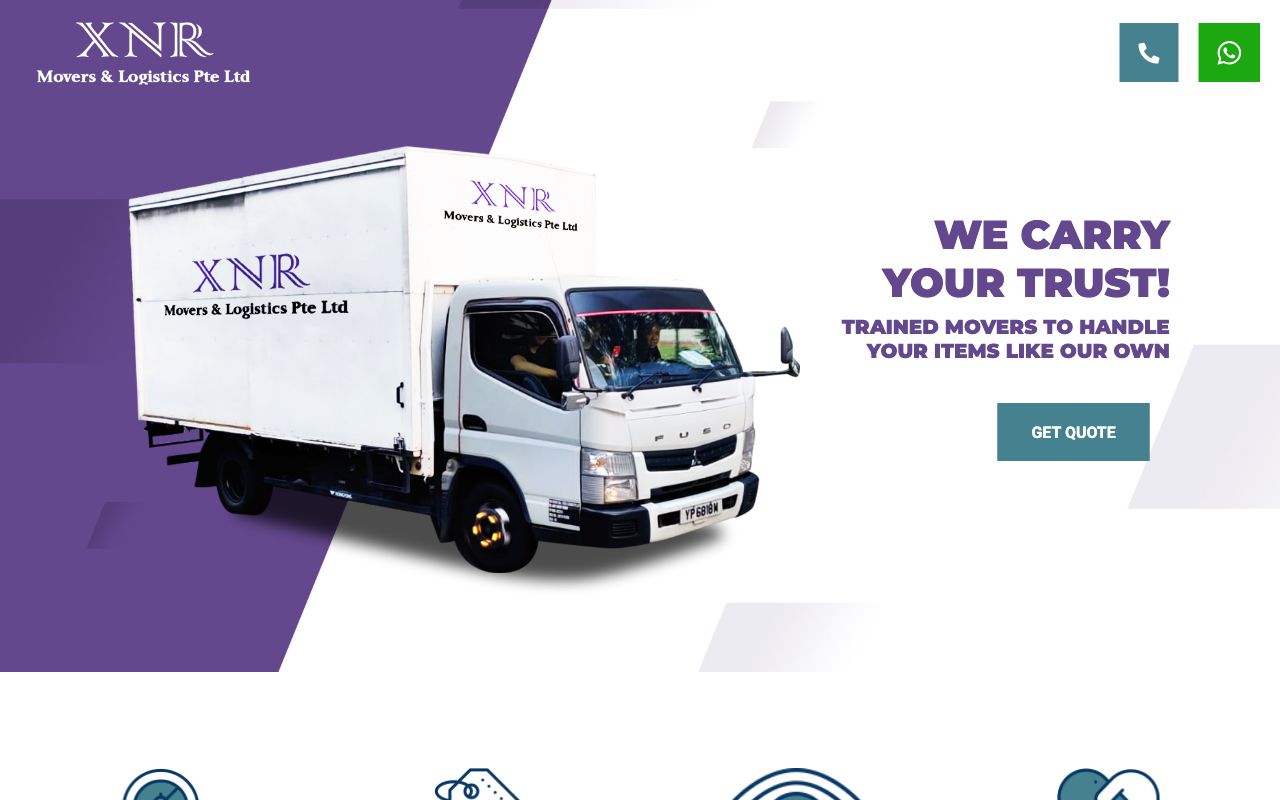 XNR
Movers & Logistics Pte Ltd
XNR
Movers & Logistics Pte Ltd
XNR
Movers & Logistics Pte Ltd
WE CARRY
YOUR TRUST!
TRAINED MOVERS TO HANDLE
YOUR ITEMS LIKE OUR OWN
GET QUOTE
FUSO
YP6818M